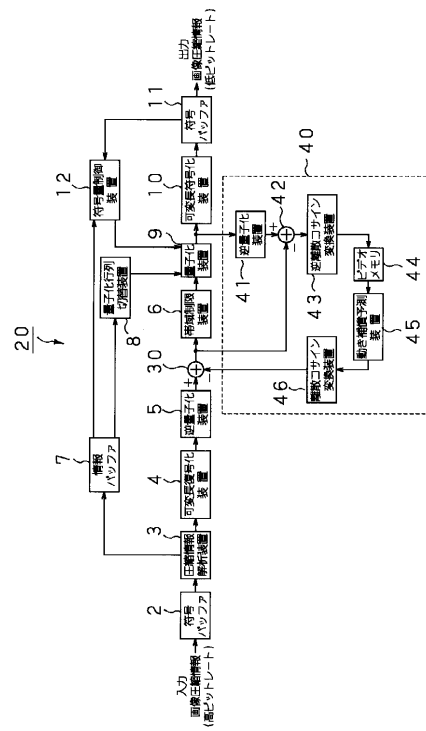 20
入力
画像圧縮情報
(高ビットレート)
2
符号
バッファ
3
圧縮情報
解析装置
4
可変長復号化
装置
5
逆量子化
装置
30
+
−
6
帯域制限
装置
7
情報
バッファ
8
量子化行列
切替装置
9
量子化
装置
10
可変長符号化
装置
11
符号
バッファ
12
符号量制御
装置
出力
画像圧縮情報
(低ビットレート)
40
41
逆量子化
装置
42
+
−
43
逆離散コサイン
変換装置
44
ビデオ
メモリ
45
動き補償予測
装置
46
離散コサイン
変換装置